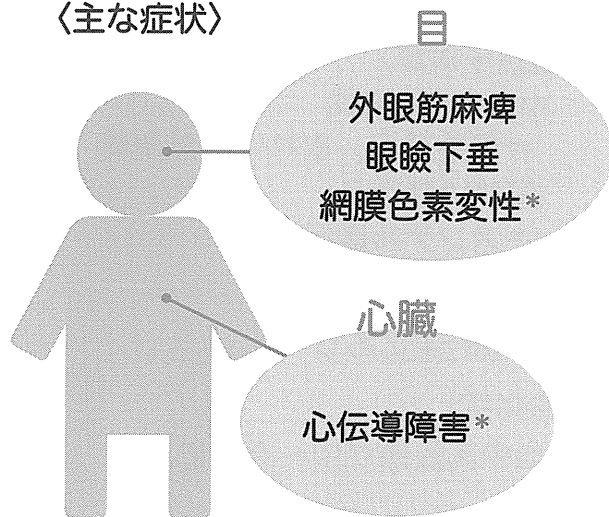 〈主な症状〉
目
外眼筋麻痺
眼瞼下垂
網膜色素変性*
心臓
心伝導障害*